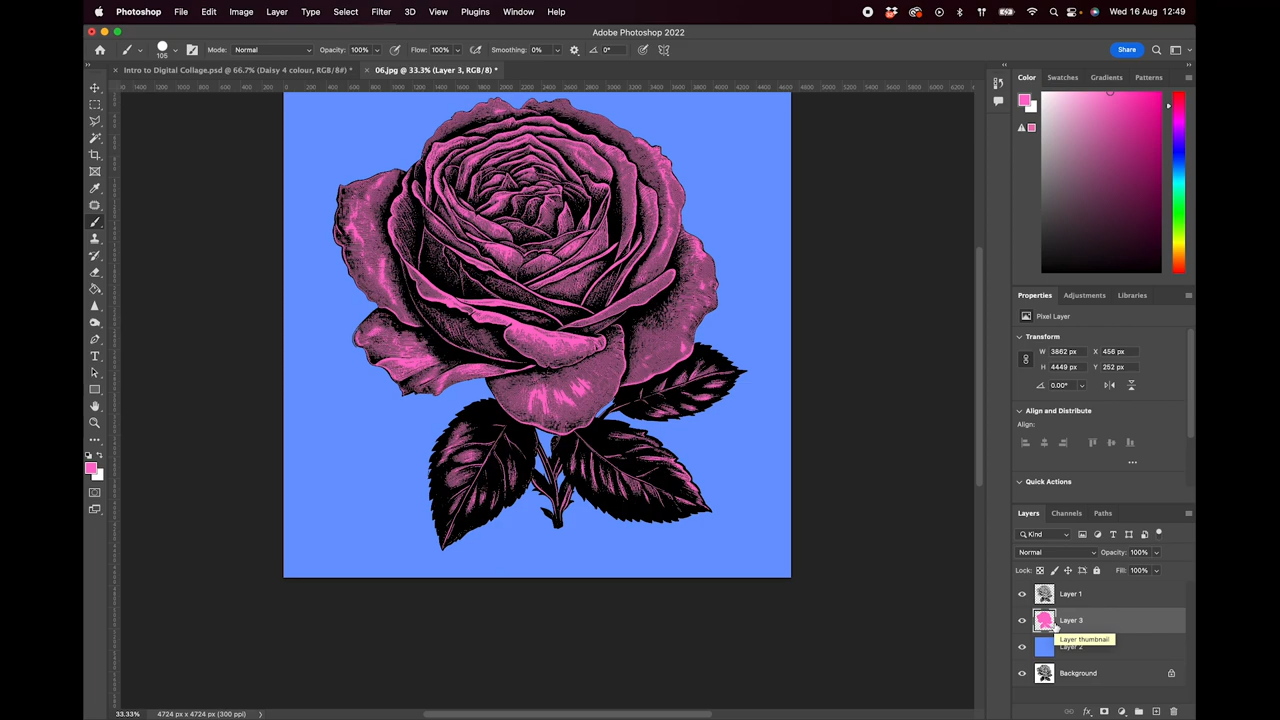 Photoshop File Edit Image Layer Type Select Filter 3D View Plugins Window Help Wed 16 Aug 12:49
Adobe Photoshop 2022
105 Mode: Normal Opacity: 100% Flow: 100% Smoothing: 0% 0° Share
Intro to Digital Collage.psd @ 66.7% (Daisy 4 colour, RGB/8#) * 06.jpg @ 33.3% (Layer 3, RGB/8) *
Color Swatches Gradients Patterns
Properties Adjustments Libraries
Pixel Layer
Transform
W 3862 px X 456 px
H 4449 px Y 252 px
0.00°
Align and Distribute
Align:
Quick Actions
Layers Channels Paths
Kind
Normal Opacity: 100%
Lock: Fill: 100%
Layer 1
Layer 3
Layer thumbnail
Layer 2
Background
33.33% 4724 px x 4724 px (300 ppi)